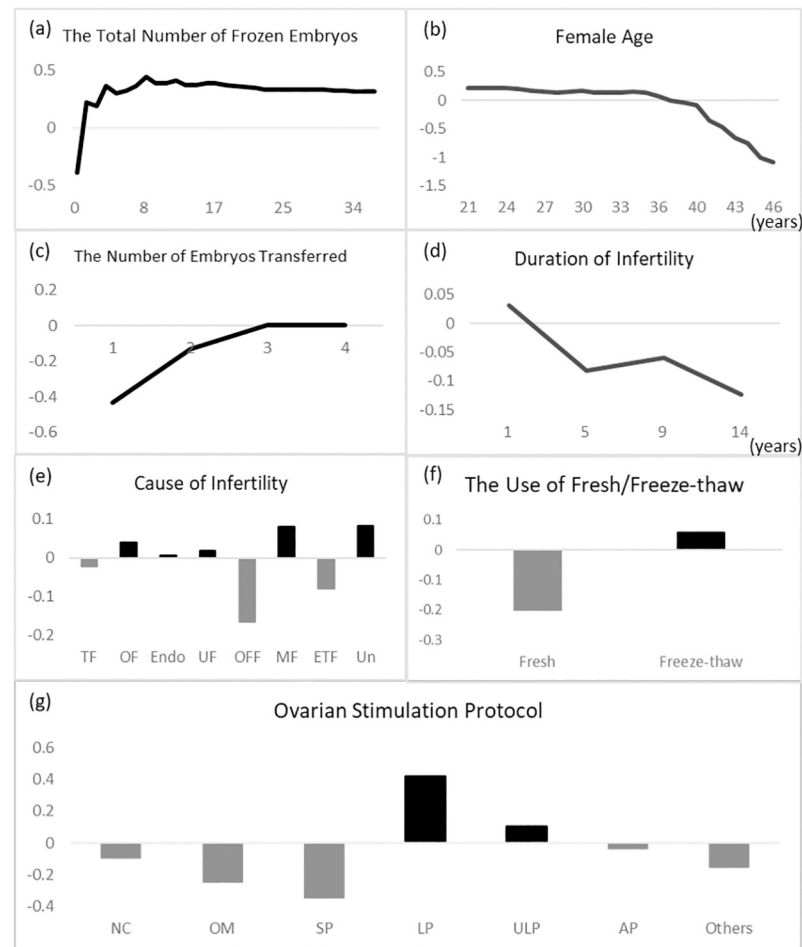 (a) The Total Number of Frozen Embryos
0.5
0
-0.5
0 8 17 25 34
(b) Female Age
0.5
0
-0.5
-1
-1.5
21 24 27 30 33 36 40 43 46
(years)
(c) The Number of Embryos Transferred
0.2
0
-0.2
-0.4
-0.6
1 2 3 4
(d) Duration of Infertility
0.05
0
-0.05
-0.1
-0.15
1 5 9 14
(years)
(e) Cause of Infertility
0.1
0
-0.1
-0.2
TF OF Endo UF OFF MF ETF Un
(f) The Use of Fresh/Freeze-thaw
0.1
0
-0.1
-0.2
-0.3
Fresh Freeze-thaw
(g) Ovarian Stimulation Protocol
0.6
0.4
0.2
0
-0.2
-0.4
NC OM SP LP ULP AP Others